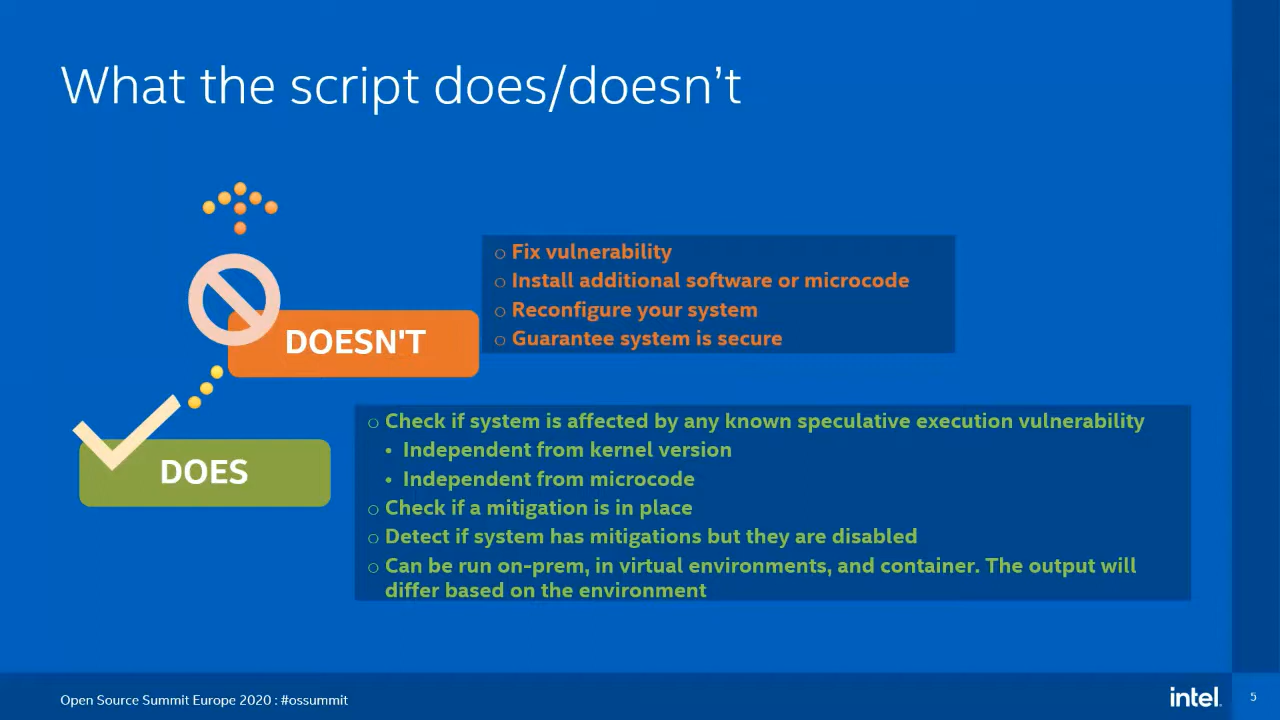 What the script does/doesn't
DOESN'T
○ Fix vulnerability
○ Install additional software or microcode
○ Reconfigure your system
○ Guarantee system is secure
DOES
○ Check if system is affected by any known speculative execution vulnerability
• Independent from kernel version
• Independent from microcode
○ Check if a mitigation is in place
○ Detect if system has mitigations but they are disabled
○ Can be run on-prem, in virtual environments, and container. The output will
differ based on the environment
Open Source Summit Europe 2020 : #ossummit
intel.
5